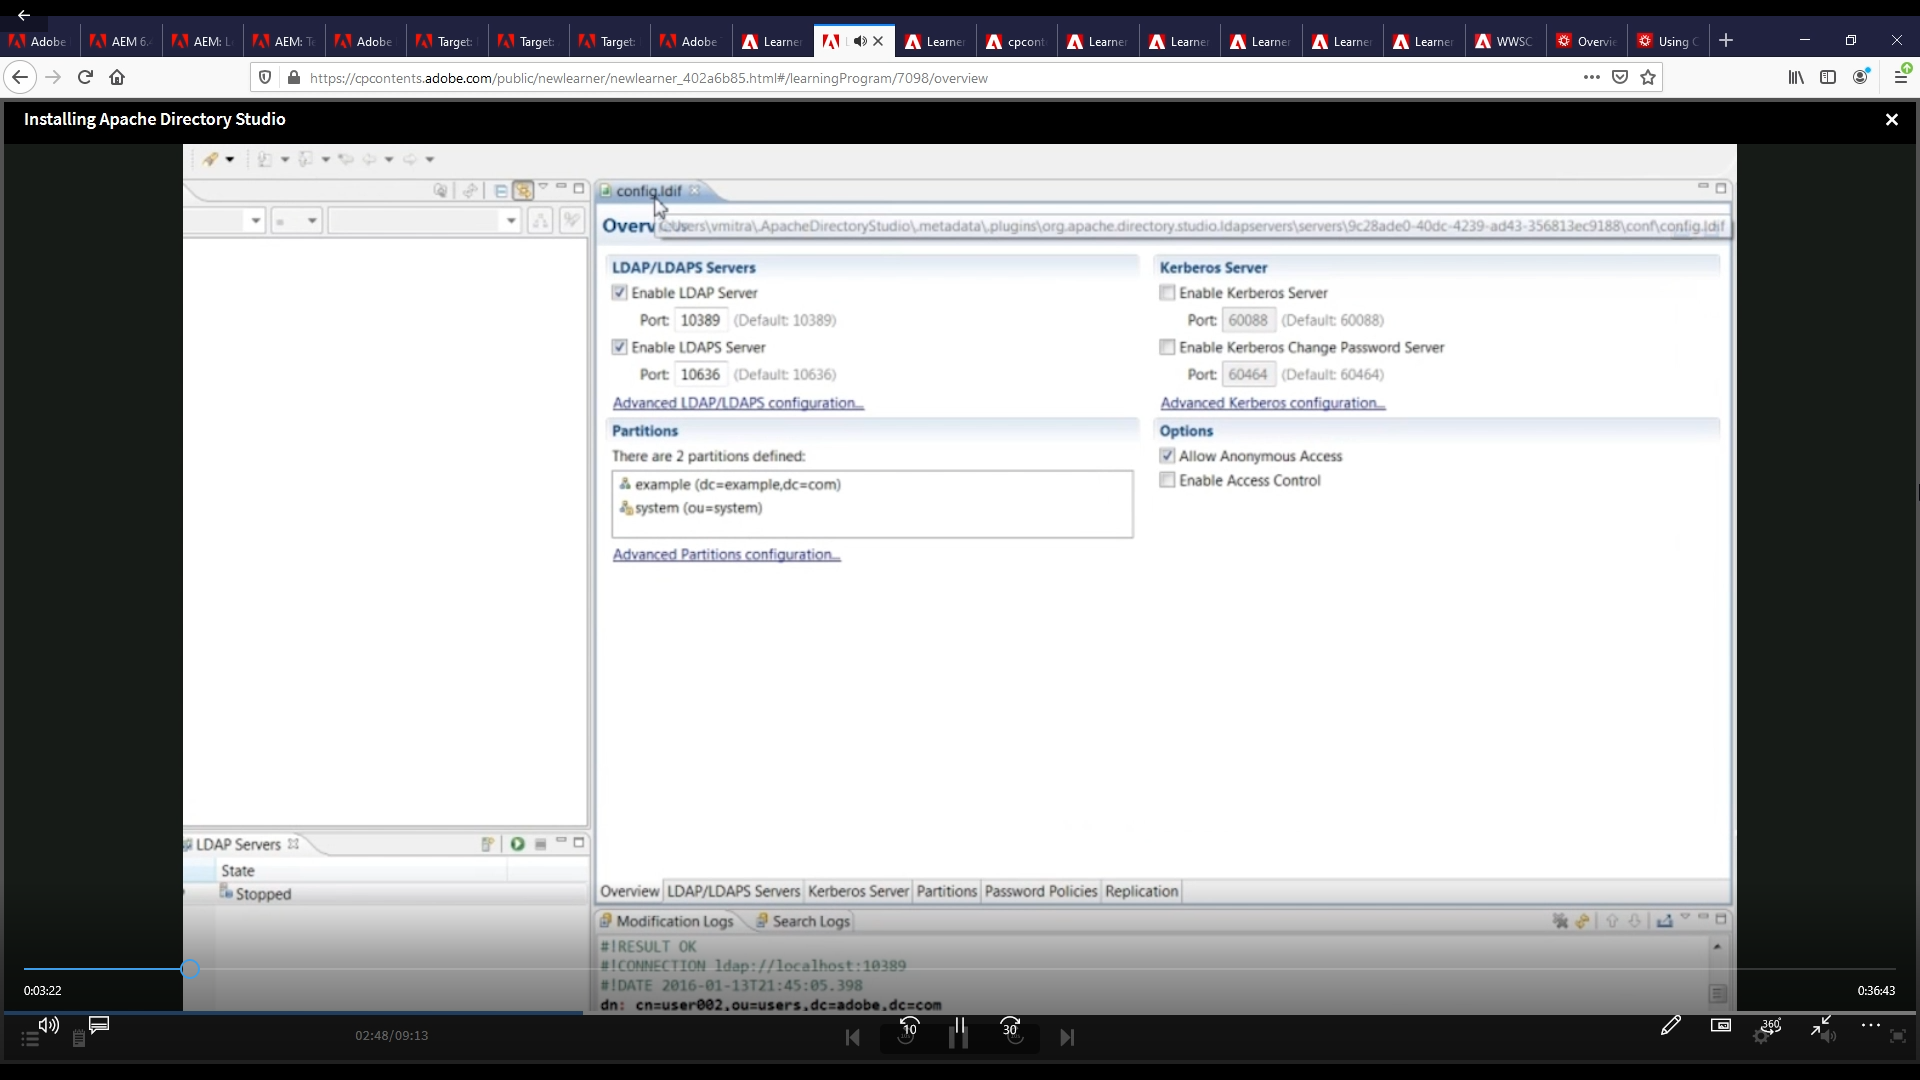 Adobe
AEM 6.
AEM: L
AEM: Te
Adobe
Target:
Target:
Target:
Adobe
Learner
Learner
cpcont
Learner
Learner
Learner
Learner
Learner
WWSC
Overvi
Using C
https://cpcontents.adobe.com/public/newlearner/newlearner_402a6b85.html#/learningProgram/7098/overview
Installing Apache Directory Studio
config.ldif
Overv
C:\Users\vmitra\.ApacheDirectoryStudio\.metadata\.plugins\org.apache.directory.studio.ldapservers\servers\9c28ade0-40dc-4239-ad43-356813ec9188\conf\config.ldif
LDAP/LDAPS Servers
Enable LDAP Server
Port: 10389 (Default: 10389)
Enable LDAPS Server
Port: 10636 (Default: 10636)
Advanced LDAP/LDAPS configuration...
Kerberos Server
Enable Kerberos Server
Port: 60088 (Default: 60088)
Enable Kerberos Change Password Server
Port: 60464 (Default: 60464)
Advanced Kerberos configuration...
Partitions
There are 2 partitions defined:
example (dc=example,dc=com)
system (ou=system)
Advanced Partitions configuration...
Options
Allow Anonymous Access
Enable Access Control
LDAP Servers
State
Stopped
Overview LDAP/LDAPS Servers Kerberos Server Partitions Password Policies Replication
Modification Logs Search Logs
#!RESULT OK
#!CONNECTION ldap://localhost:10389
#!DATE 2016-01-13T21:45:05.398
dn: cn=user002,ou=users,dc=adobe,dc=com
0:03:22
0:36:43
02:48/09:13
10
30
360